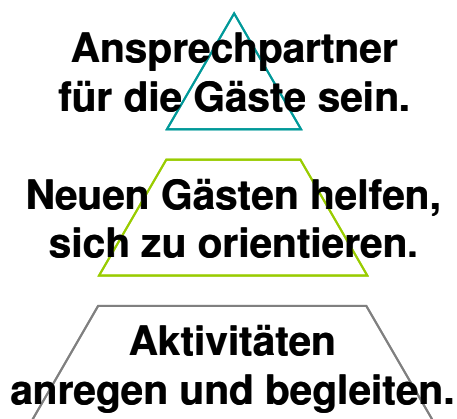 Ansprechpartner
für die Gäste sein.
Neuen Gästen helfen,
sich zu orientieren.
Aktivitäten
anregen und begleiten.